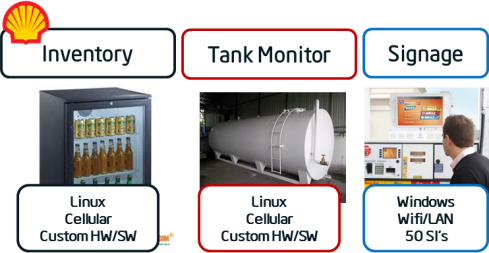 Inventory
Tank Monitor
Signage
Linux
Cellular
Custom HW/SW
Linux
Cellular
Custom HW/SW
Windows
Wifi/LAN
50 SI's